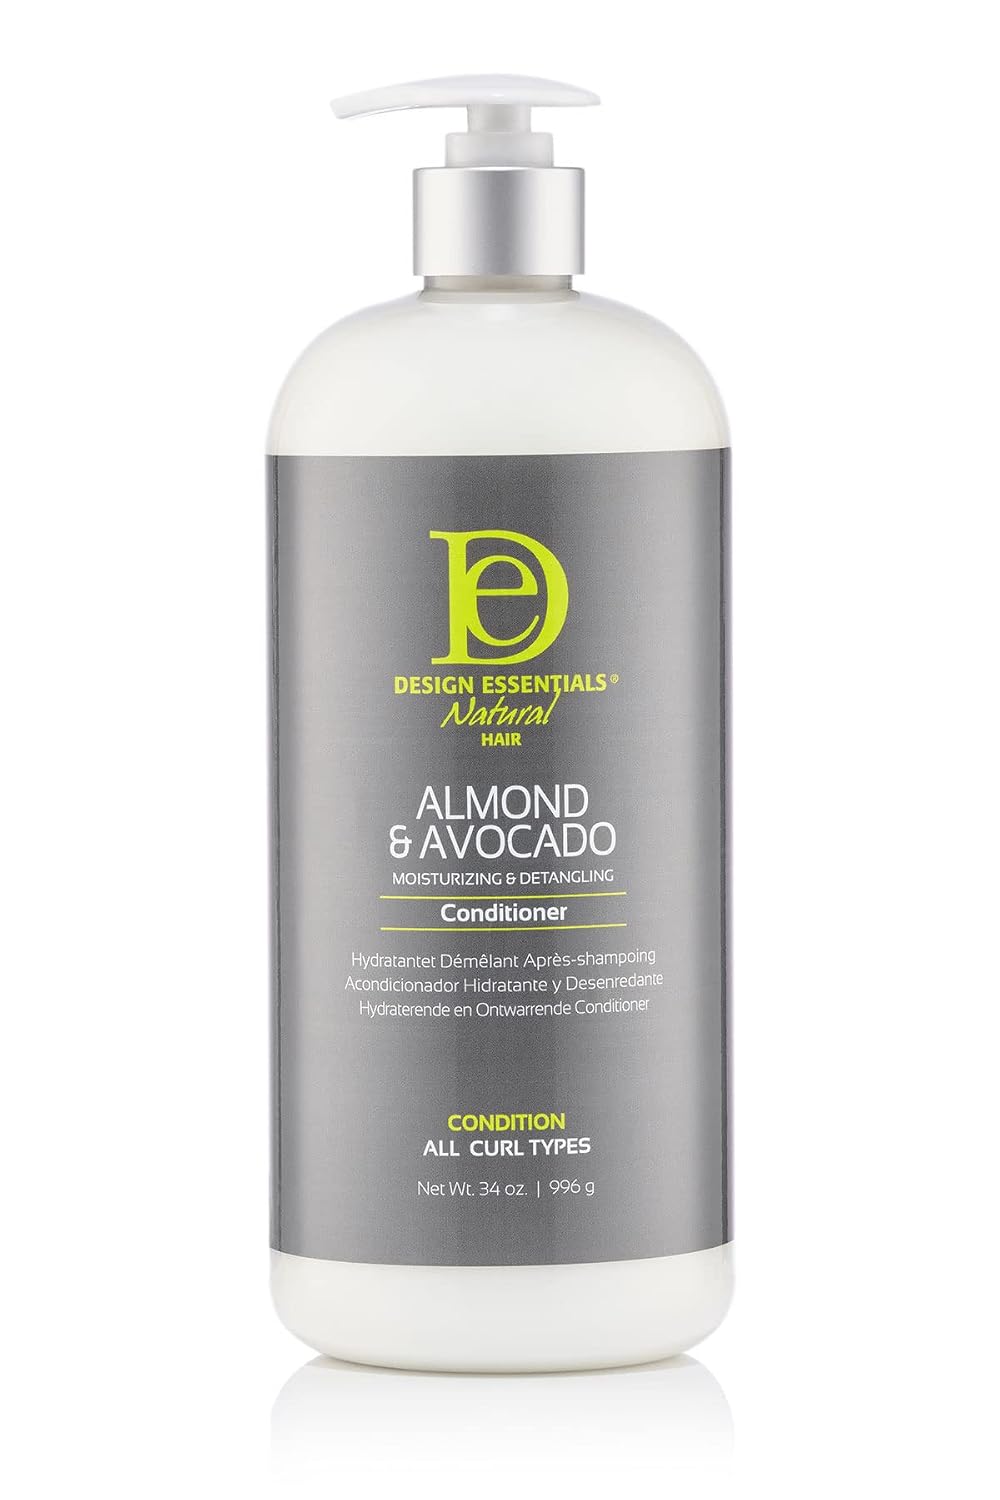 De
DESIGN ESSENTIALS®
Natural
HAIR
ALMOND
& AVOCADO
MOISTURIZING & DETANGLING
Conditioner
Hydratantet Démêlant Après-shampoing
Acondicionador Hidratante y Desenredante
Hydraterende en Ontwarrende Conditioner
CONDITION
ALL CURL TYPES
Net Wt. 34 oz. | 996 g